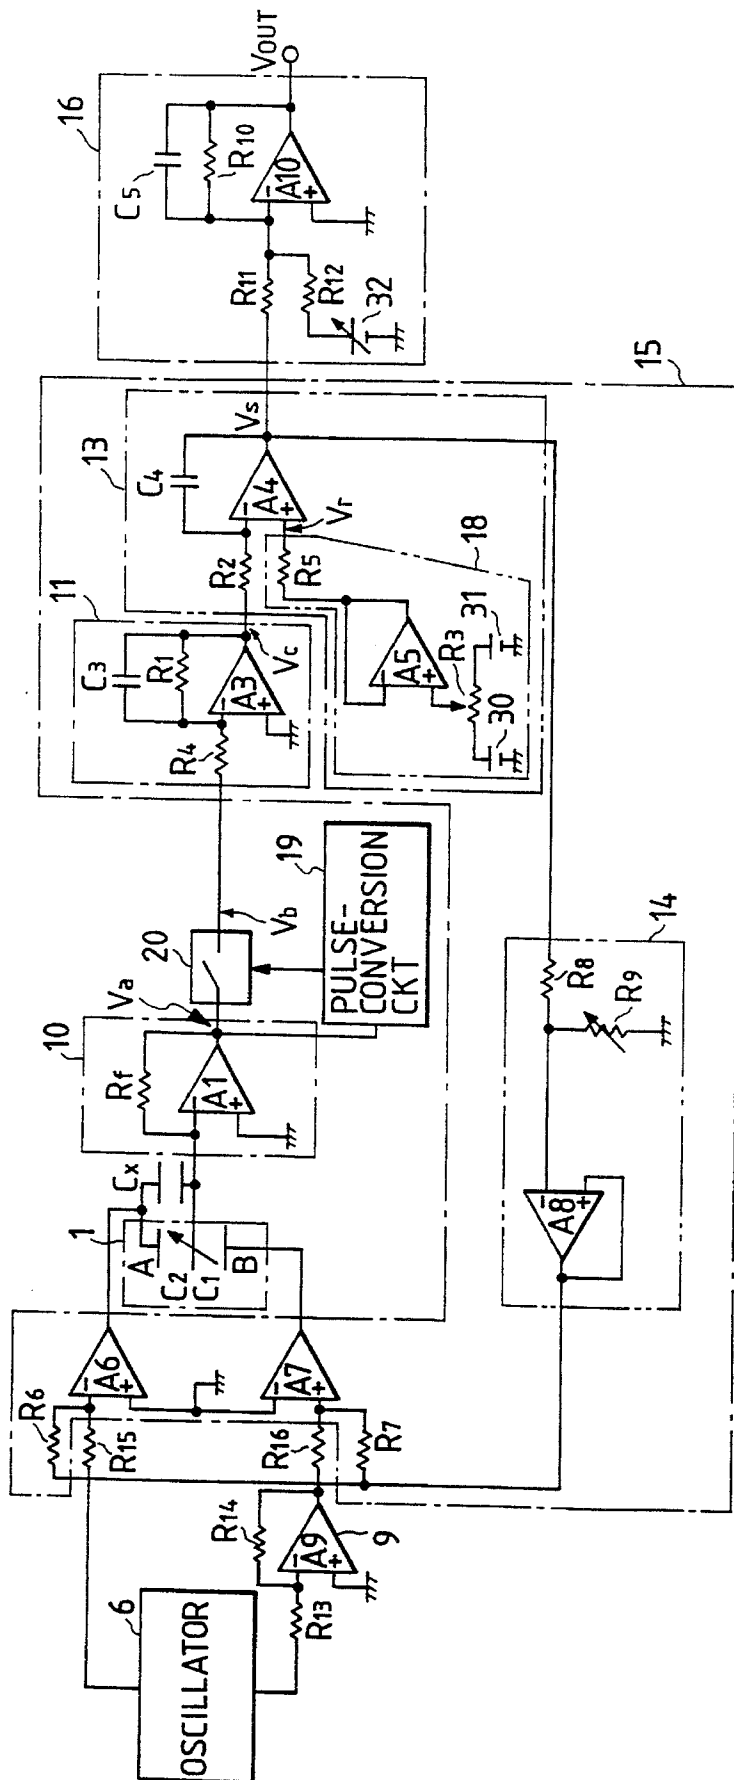 OSCILLATOR
6
R15
R6
R13
R14
A9
-
+
9
R16
R7
A6
-
+
A7
-
+
1
A
B
C2
C1
Cx
10
Rf
A1
-
+
Va
20
Vb
19
PULSE-
CONVERSION
CKT
11
R4
C3
R1
A3
-
+
Vc
13
R2
C4
A4
-
+
Vs
Vr
R5
18
A5
-
+
R3
30
31
14
A8
-
+
R8
R9
15
16
R11
R12
32
C5
R10
A10
-
+
VOUT